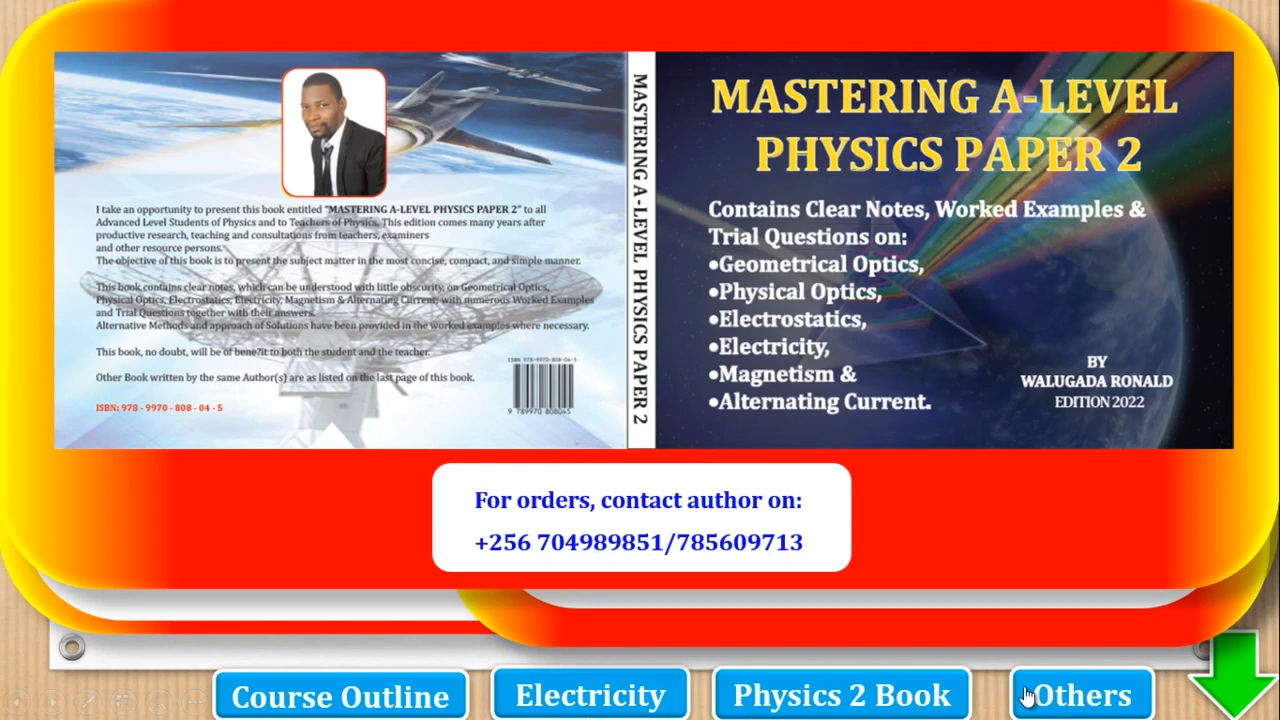 I take an opportunity to present this book entitled "MASTERING A-LEVEL PHYSICS PAPER 2" to all
Advanced Level Students of Physics and to Teachers of Physics. This edition comes many years after
productive research, teaching and consultations from teachers, examiners
and other resource persons.
The objective of this book is to present the subject matter in the most concise, compact, and simple manner.
This book contains clear notes, which can be understood with little obscurity, on Geometrical Optics,
Physical Optics, Electrostatics, Electricity, Magnetism & Alternating Current; with numerous Worked Examples
and Trial Questions together with their answers.
Alternative Methods and approach of Solutions have been provided in the worked examples where necessary.
This book, no doubt, will be of bene?it to both the student and the teacher.
Other Book written by the same Author(s) are as listed on the last page of this book.
ISBN: 978 - 9970 - 808 - 04 - 5
ISBN 978-9970-808-04-5
9 789970 808045
MASTERING A-LEVEL PHYSICS PAPER 2
MASTERING A-LEVEL
PHYSICS PAPER 2
Contains Clear Notes, Worked Examples &
Trial Questions on:
•Geometrical Optics,
•Physical Optics,
•Electrostatics,
•Electricity,
•Magnetism &
•Alternating Current.
BY
WALUGADA RONALD
EDITION 2022
For orders, contact author on:
+256 704989851/785609713
Course Outline
Electricity
Physics 2 Book
Others